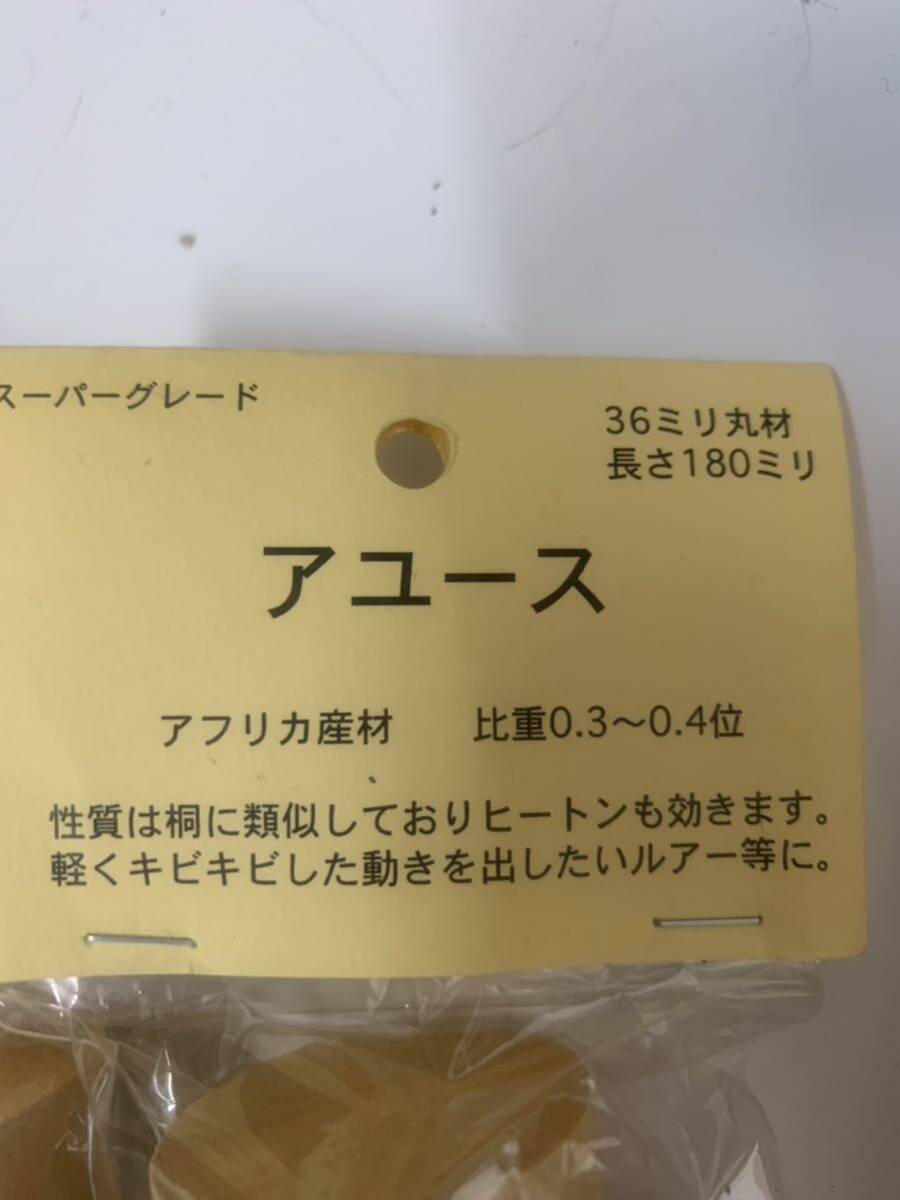 スーパーグレード
36ミリ丸材
長さ180ミリ
アユース
アフリカ産材 比重0.3〜0.4位
性質は桐に類似しておりヒートンも効きます。
軽くキビキビした動きを出したいルアー等に。